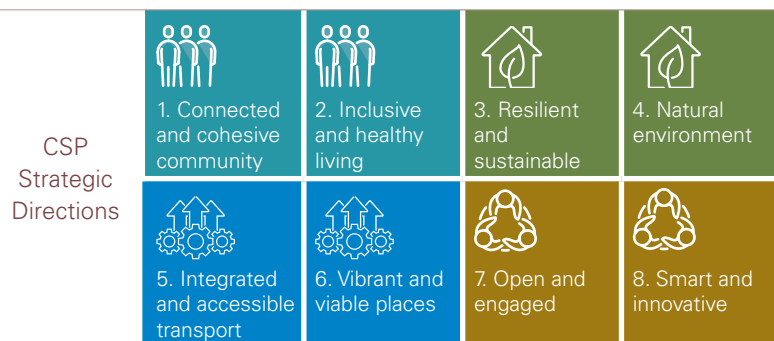 CSP
Strategic
Directions
1. Connected
and cohesive
community
2. Inclusive
and healthy
living
3. Resilient
and
sustainable
4. Natural
environment
5. Integrated
and accessible
transport
6. Vibrant and
viable places
7. Open and
engaged
8. Smart and
innovative